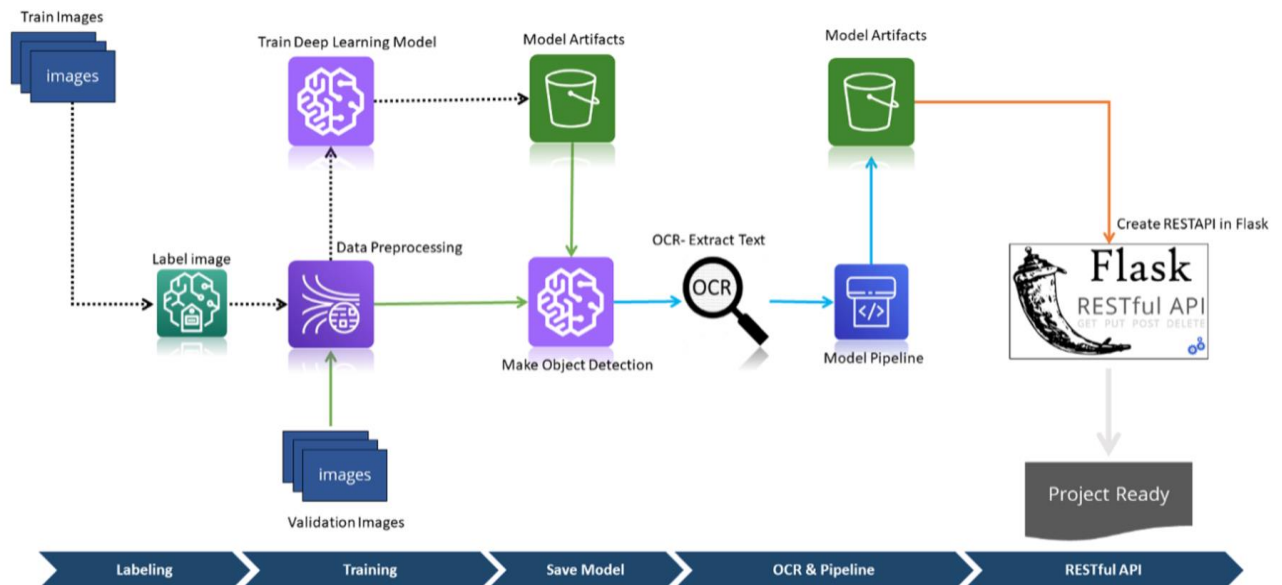 Train Images
images
Train Deep Learning Model
Model Artifacts
Model Artifacts
Label image
Data Preprocessing
OCR- Extract Text
OCR
Make Object Detection
Model Pipeline
Create RESTAPI in Flask
Flask
RESTful API
GET PUT POST DELETE
images
Validation Images
Project Ready
Labeling
Training
Save Model
OCR & Pipeline
RESTful API